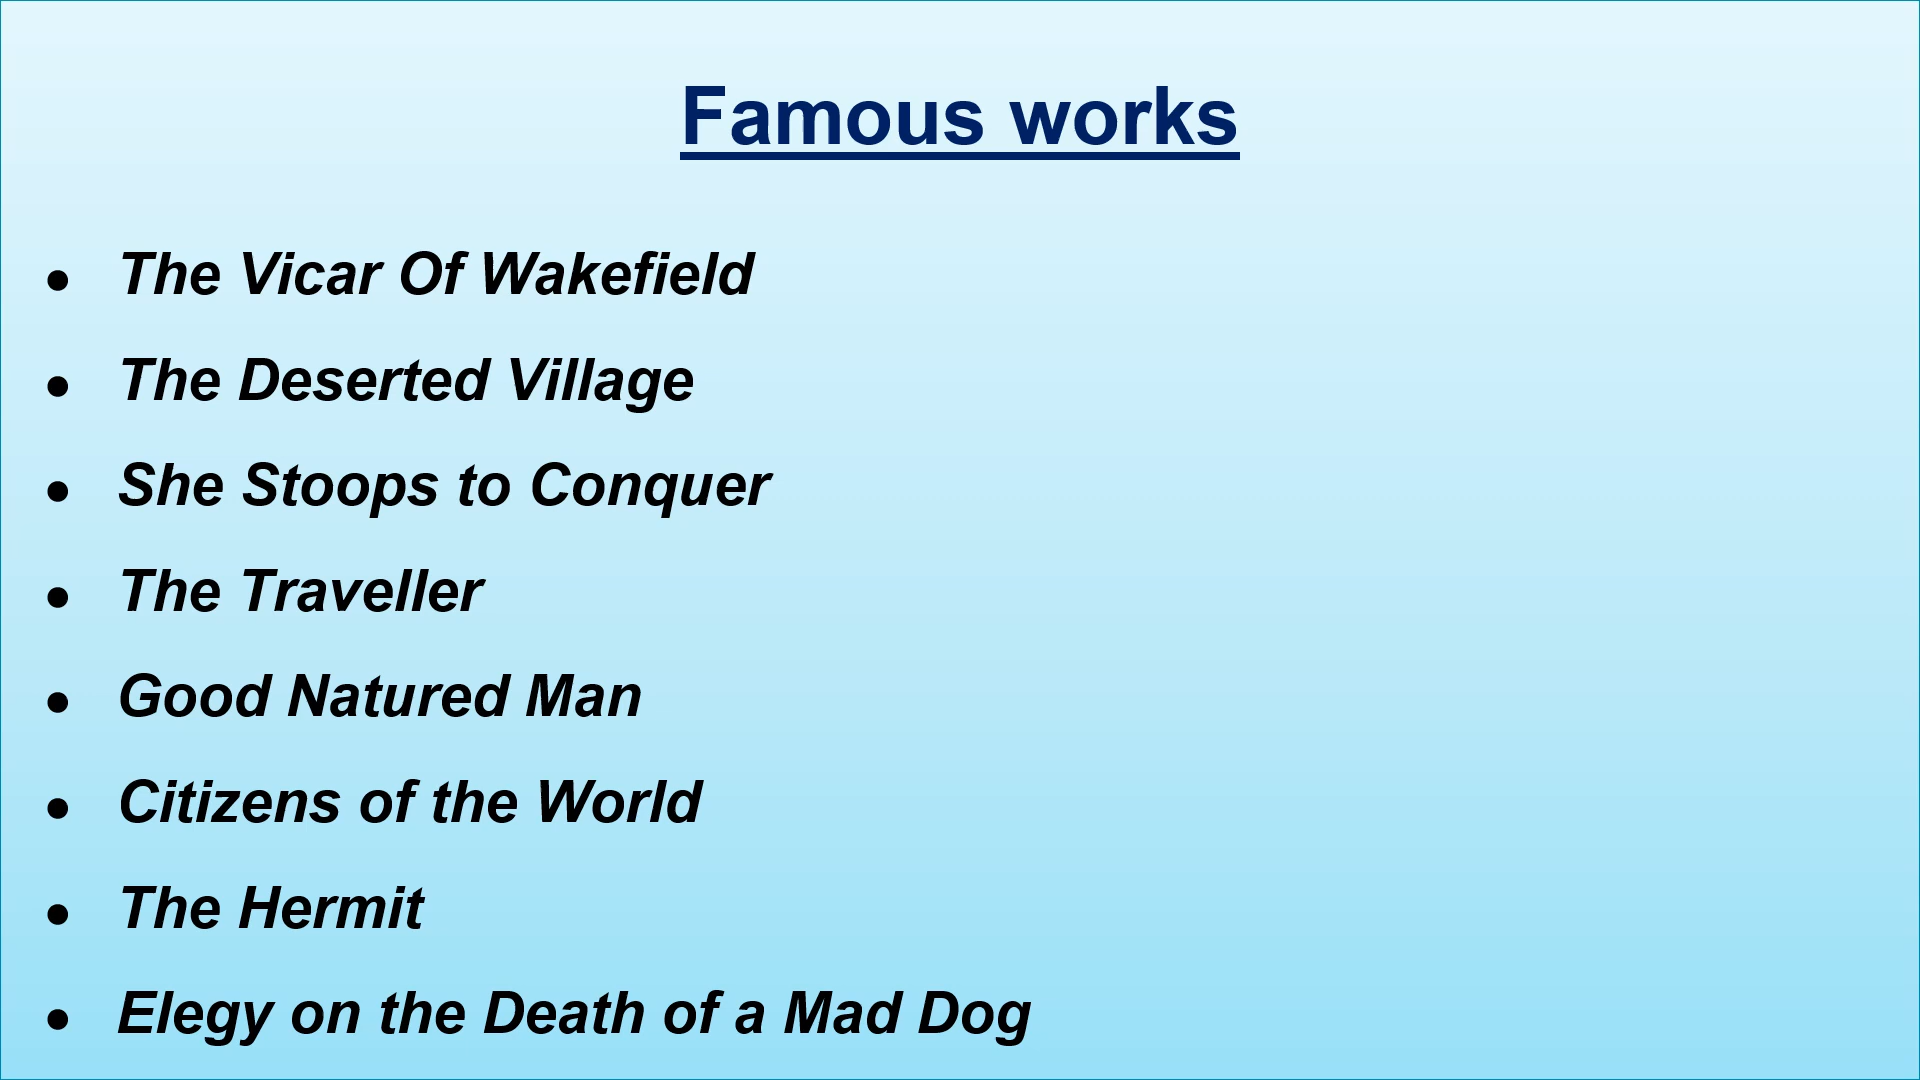 Famous works
● The Vicar Of Wakefield
● The Deserted Village
● She Stoops to Conquer
● The Traveller
● Good Natured Man
● Citizens of the World
● The Hermit
● Elegy on the Death of a Mad Dog